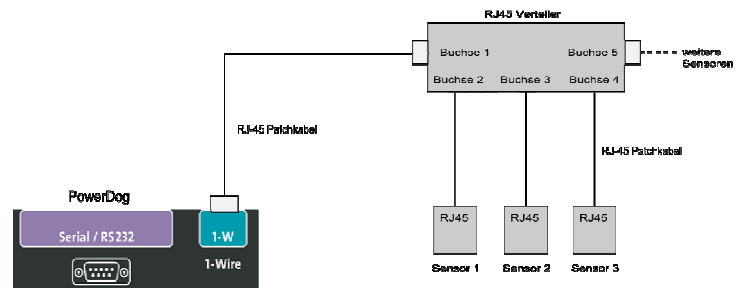 RJ45 Verteiler
Buchse 1
Buchse 5
weitere
Sensoren
Buchse 2
Buchse 3
Buchse 4
RJ-45 Patchkabel
RJ-45 Patchkabel
PowerDog
Serial / RS232
1-W
1-Wire
RJ45
RJ45
RJ45
Sensor 1
Sensor 2
Sensor 3